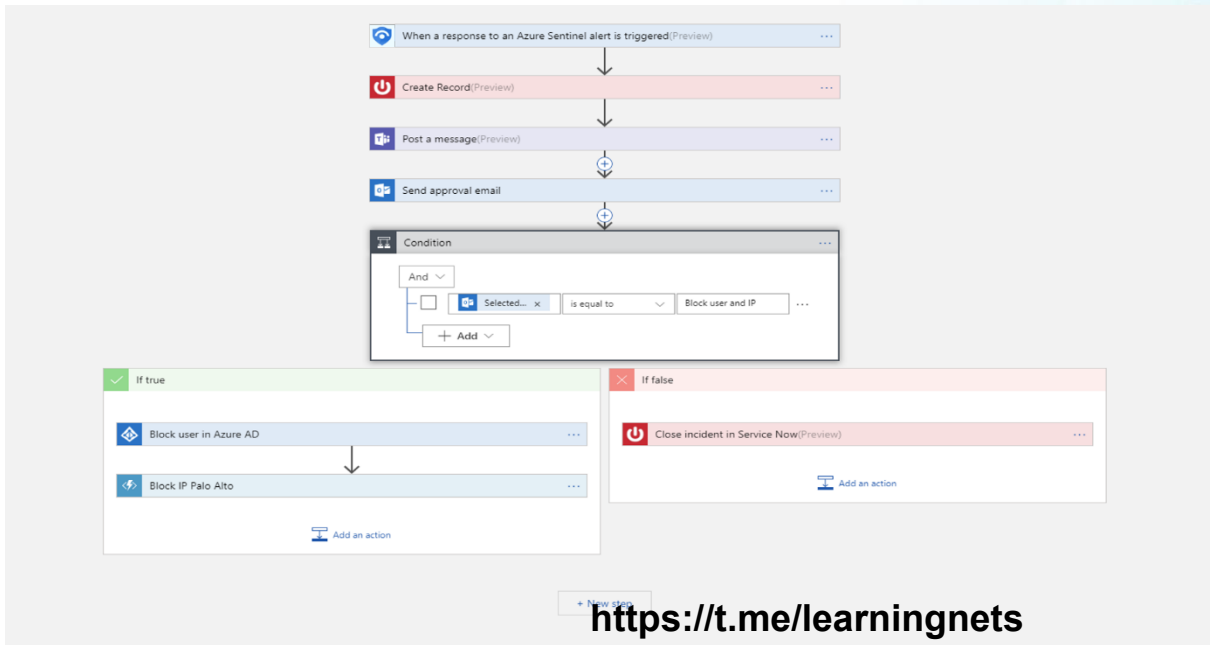 When a response to an Azure Sentinel alert is triggered(Preview)
Create Record(Preview)
Post a message(Preview)
Send approval email
Condition
And
Selected... x is equal to Block user and IP
+ Add
If true
If false
Block user in Azure AD
Close incident in Service Now(Preview)
Block IP Palo Alto
Add an action
Add an action
+ New step
https://t.me/learningnets